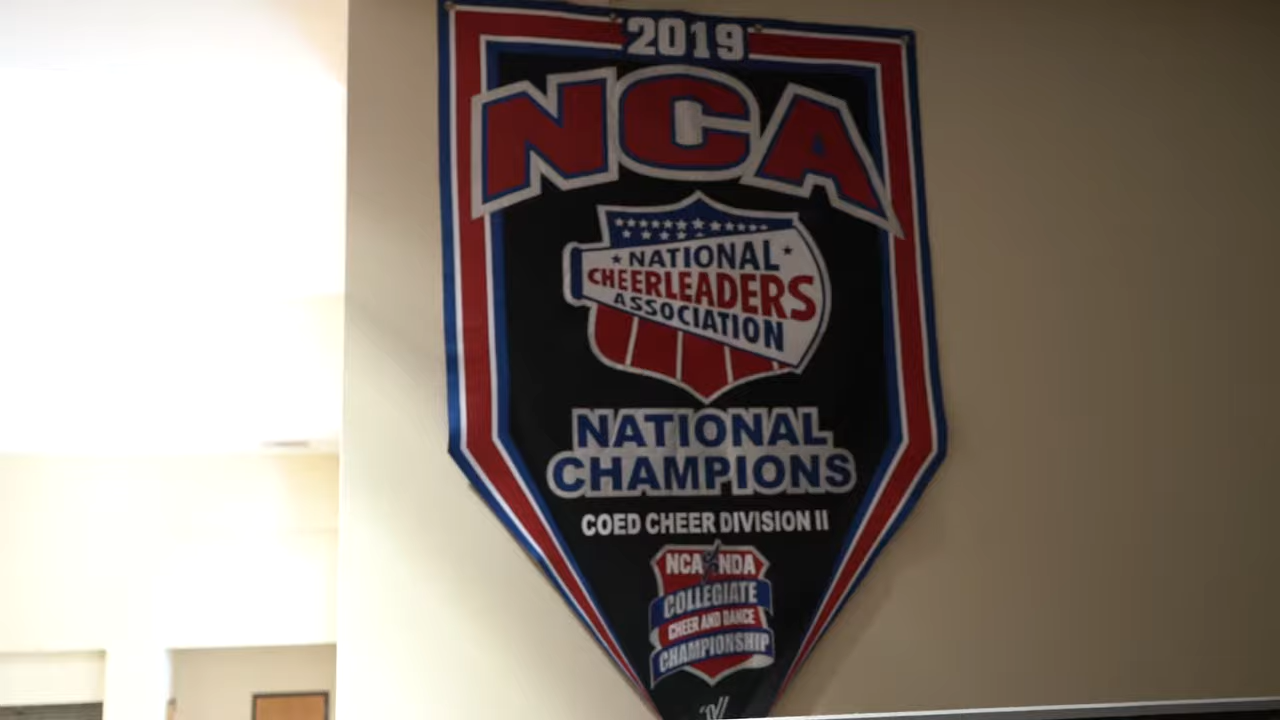 2019
NCA
NATIONAL
CHEERLEADERS
ASSOCIATION
NATIONAL
CHAMPIONS
COED CHEER DIVISION II
NCA NDA
COLLEGIATE
CHEER AND DANCE
CHAMPIONSHIP